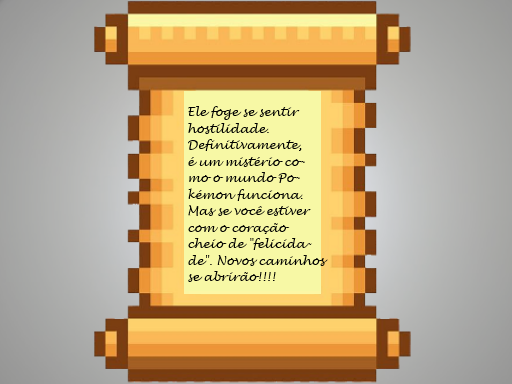 Ele foge se sentir
hostilidade.
Definitivamente,
é um mistério co-
mo o mundo Po-
kémon funciona.
Mas se você estiver
com o coração
cheio de "felicida-
de". Novos caminhos
se abrirão!!!!